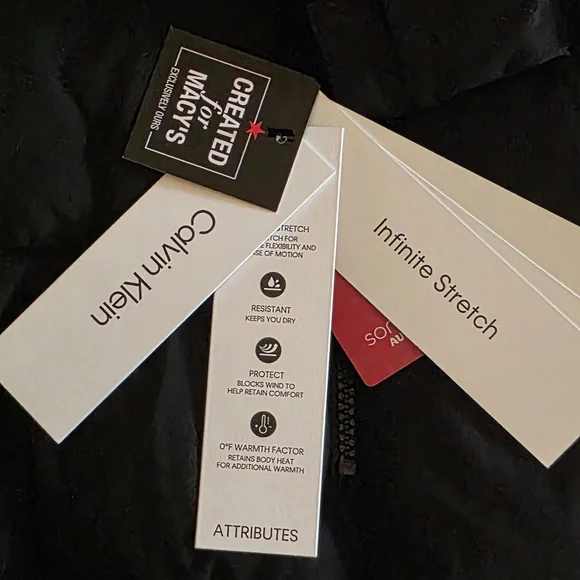 CREATED
for
MACY'S
EXCLUSIVELY OURS
Calvin Klein
STRETCH
FOR
FLEXIBILITY AND
OF MOTION
RESISTANT
KEEPS YOU DRY
PROTECT
BLOCKS WIND TO
HELP RETAIN COMFORT
0°F WARMTH FACTOR
RETAINS BODY HEAT
FOR ADDITIONAL WARMTH
ATTRIBUTES
Infinite Stretch